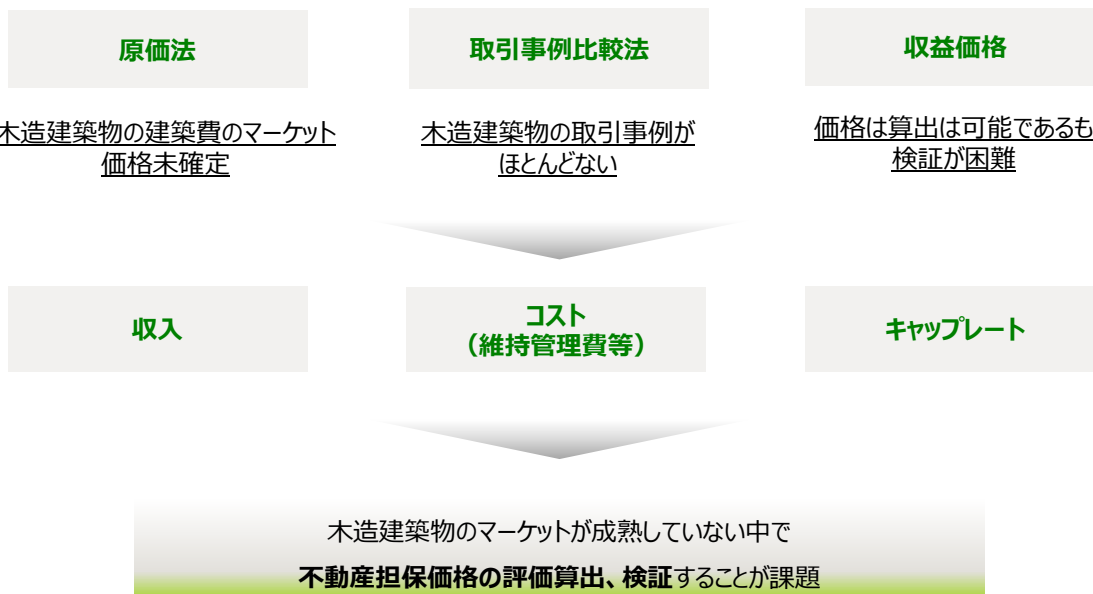 原価法
取引事例比較法
収益価格
木造建築物の建築費のマーケット
価格未確定
木造建築物の取引事例が
ほとんどない
価格は算出は可能であるも
検証が困難
収入
コスト
（維持管理費等）
キャップレート
木造建築物のマーケットが成熟していない中で
不動産担保価格の評価算出、検証することが課題